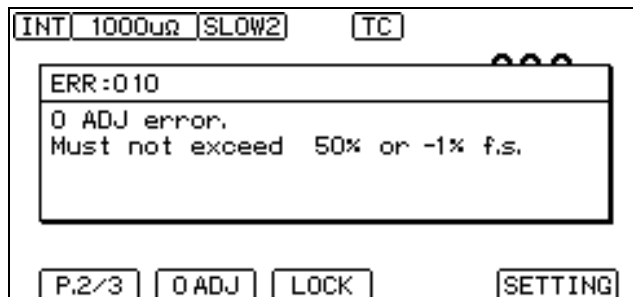 INT 1000uΩ SLOW2 TC
ERR:010
0 ADJ error.
Must not exceed 50% or -1% f.s.
P.2/3 0 ADJ LOCK SETTING